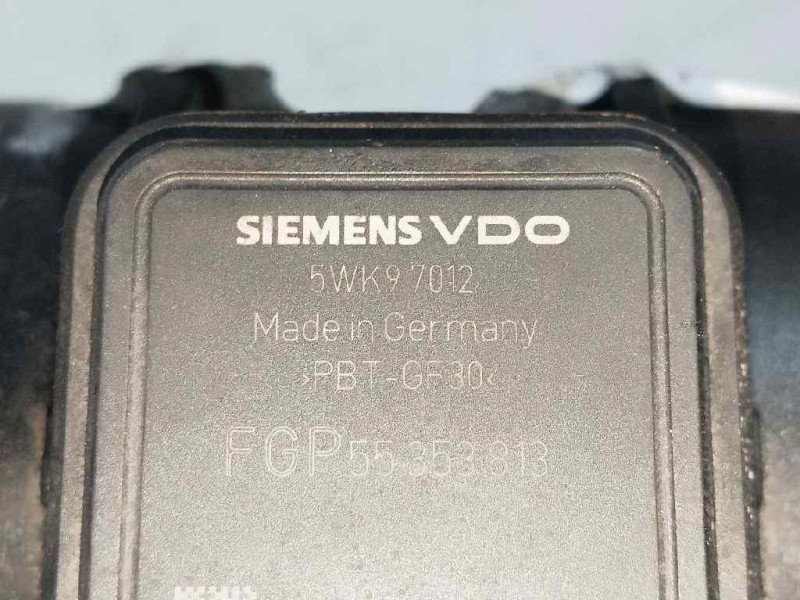 SIEMENS VDO
5WK9 7012
Made in Germany
>PBT-GF30<
FGP 55 353 813